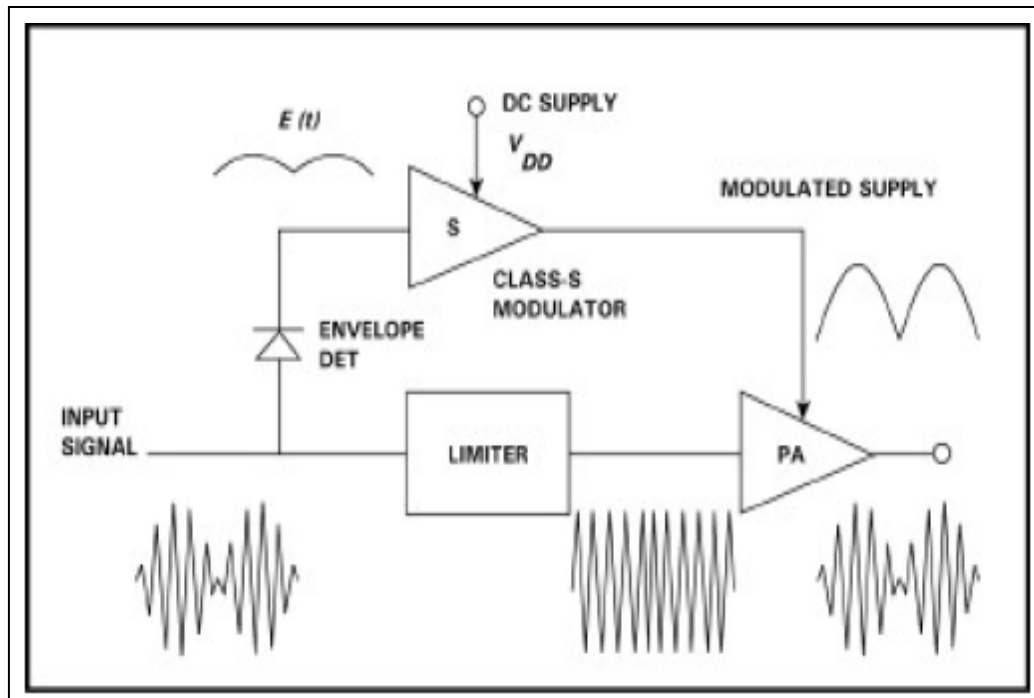 E (t)
DC SUPPLY
V DD
MODULATED SUPPLY
S
CLASS-S
MODULATOR
ENVELOPE
DET
INPUT
SIGNAL
LIMITER
PA